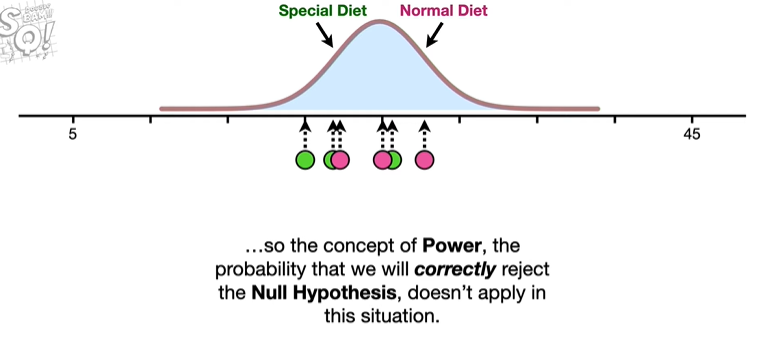 Special Diet
Normal Diet
5
45
…so the concept of Power, the
probability that we will correctly reject
the Null Hypothesis, doesn’t apply in
this situation.